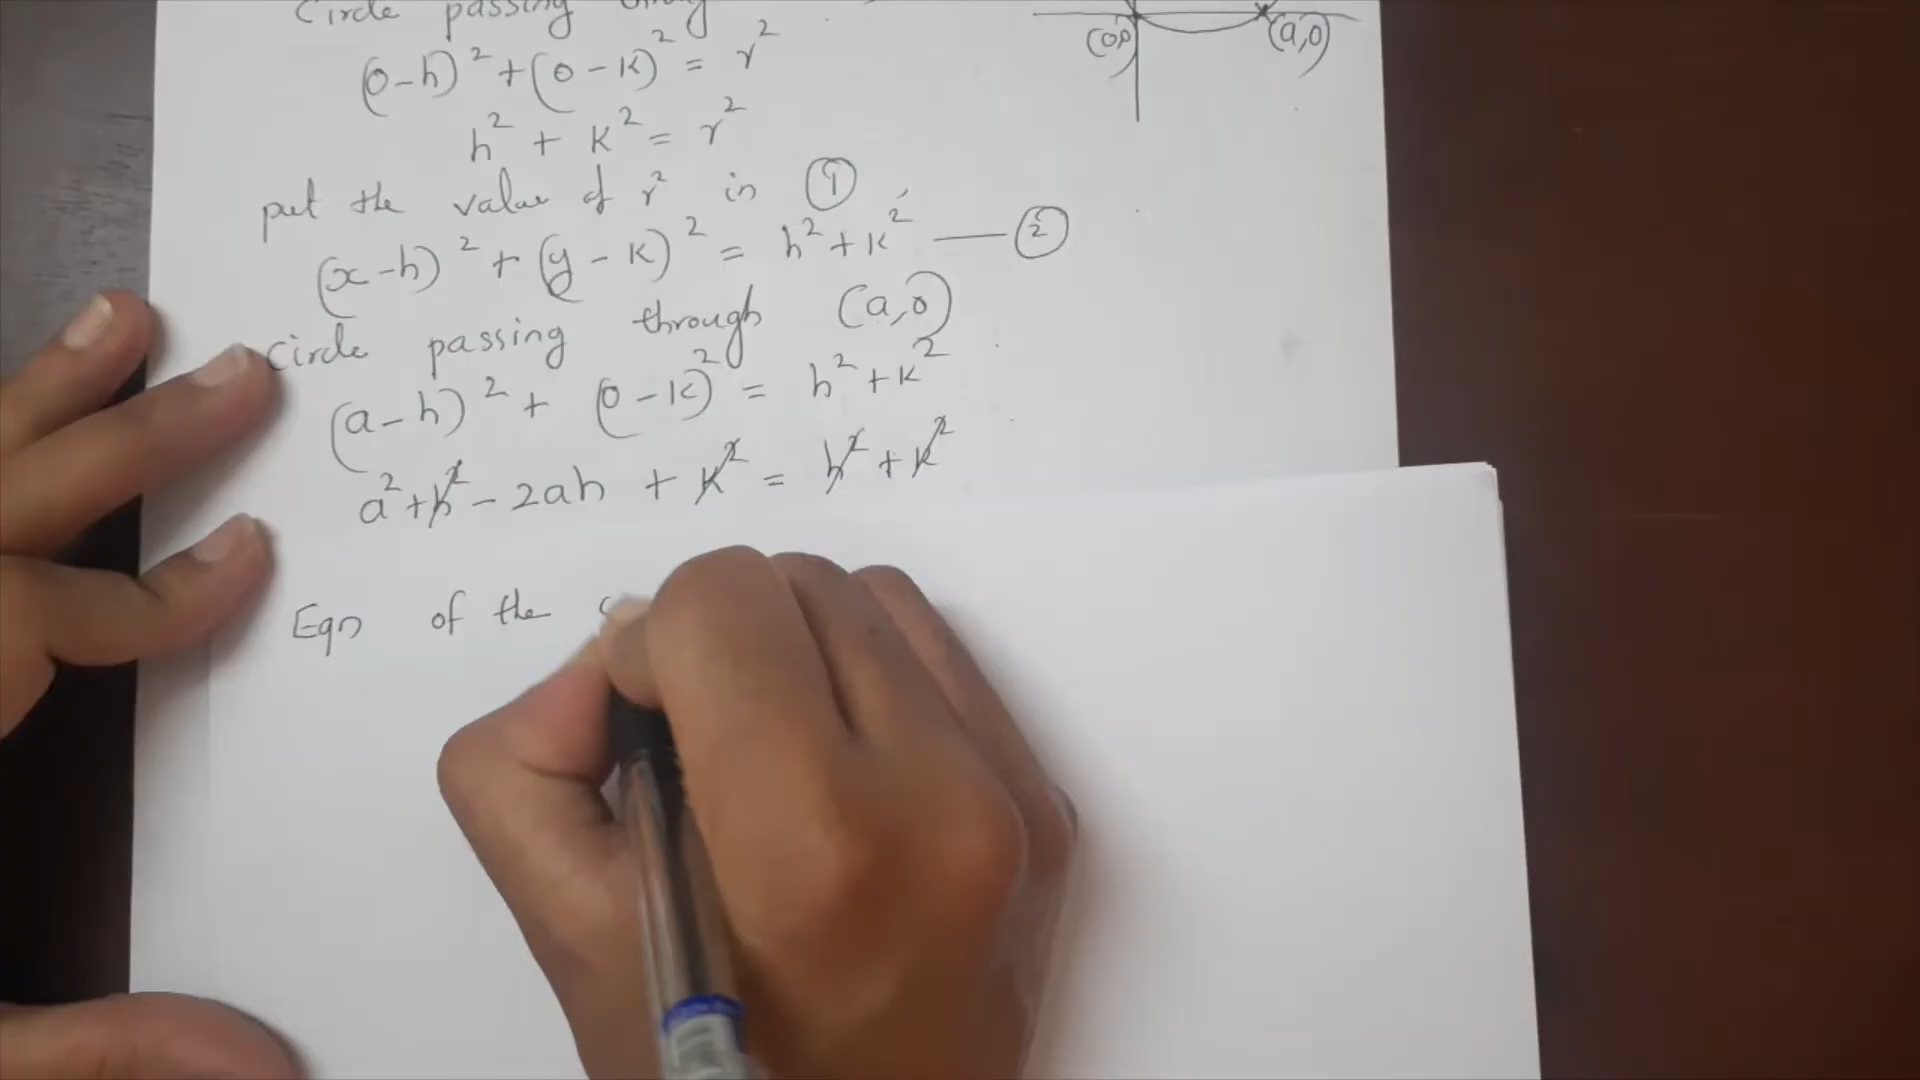 Circle passing through
(0-h)² + (0-k)² = r²
h² + k² = r²
put the value of r² in ①
(x-h)² + (y-k)² = h²+k² —— ②
Circle passing through (a,0)
(a-h)² + (0-k)² = h²+k²
a²+h²-2ah + k² = h²+k²
Eqn of the
(0,0)
(a,0)